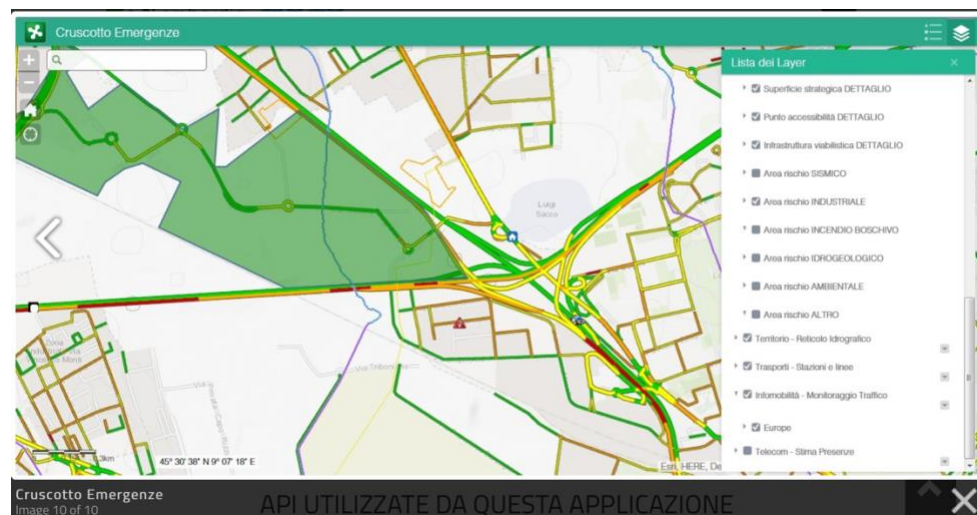 Cruscotto Emergenze
Lista dei Layer
Superficie strategica DETTAGLIO
Punto accessibilità DETTAGLIO
Infrastruttura viabilistica DETTAGLIO
Area rischio SISMICO
Area rischio INDUSTRIALE
Area rischio INCENDIO BOSCHIVO
Area rischio IDROGEOLOGICO
Area rischio AMBIENTALE
Area rischio ALTRO
Territorio - Reticolo Idrografico
Trasporti - Stazioni e linee
Infomobilità - Monitoraggio Traffico
Europe
Telecom - Stima Presenze
Luigi
Sacco
Zona
45° 30' 38" N 9° 07' 18" E
Esri, HERE, De
Cruscotto Emergenze
Image 10 of 10
API UTILIZZATE DA QUESTA APPLICAZIONE